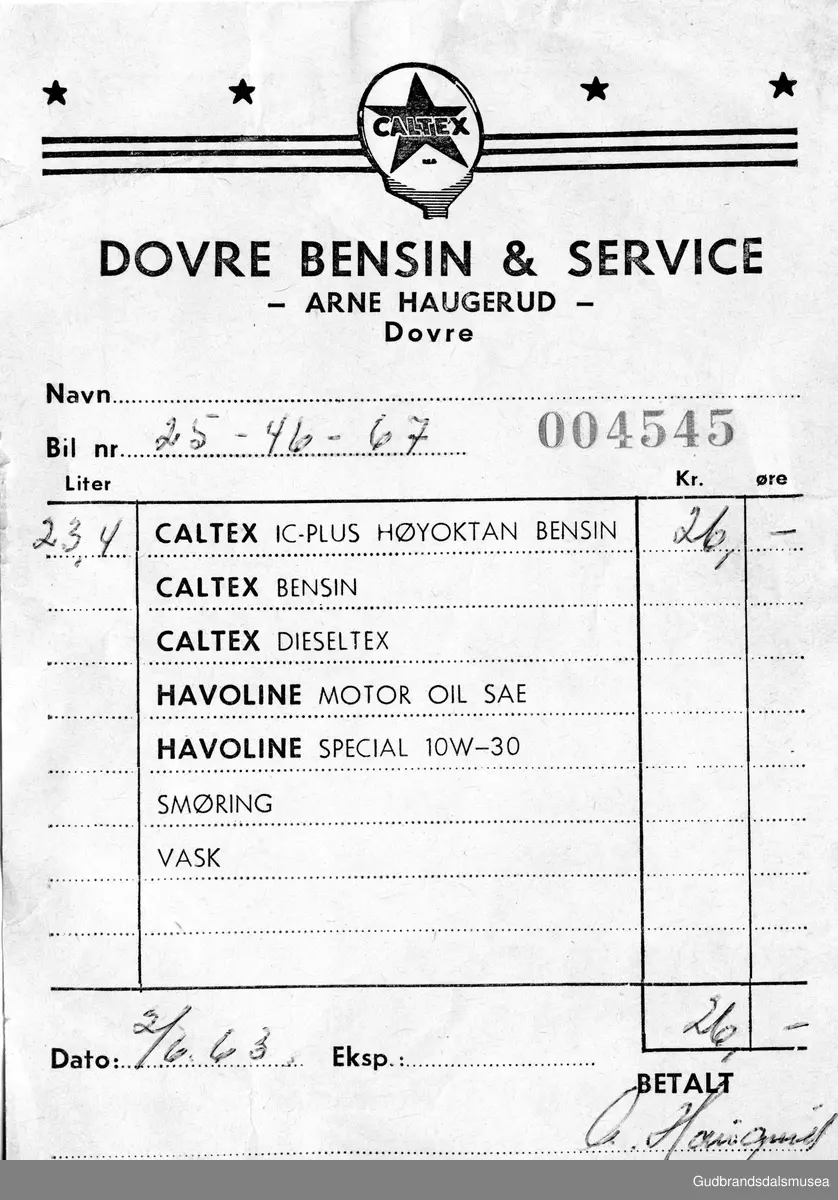 CALTEX
DOVRE BENSIN & SERVICE
– ARNE HAUGERUD –
Dovre
Navn
Bil nr. 25-46-67 004545
Liter Kr. øre
23,4 CALTEX IC-PLUS HØYOKTAN BENSIN 26, –
CALTEX BENSIN
CALTEX DIESELTEX
HAVOLINE MOTOR OIL SAE
HAVOLINE SPECIAL 10W–30
SMØRING
VASK
26, –
Dato: 2/6.63. Eksp.:
BETALT
A. Haugerud
Gudbrandsdalsmusea